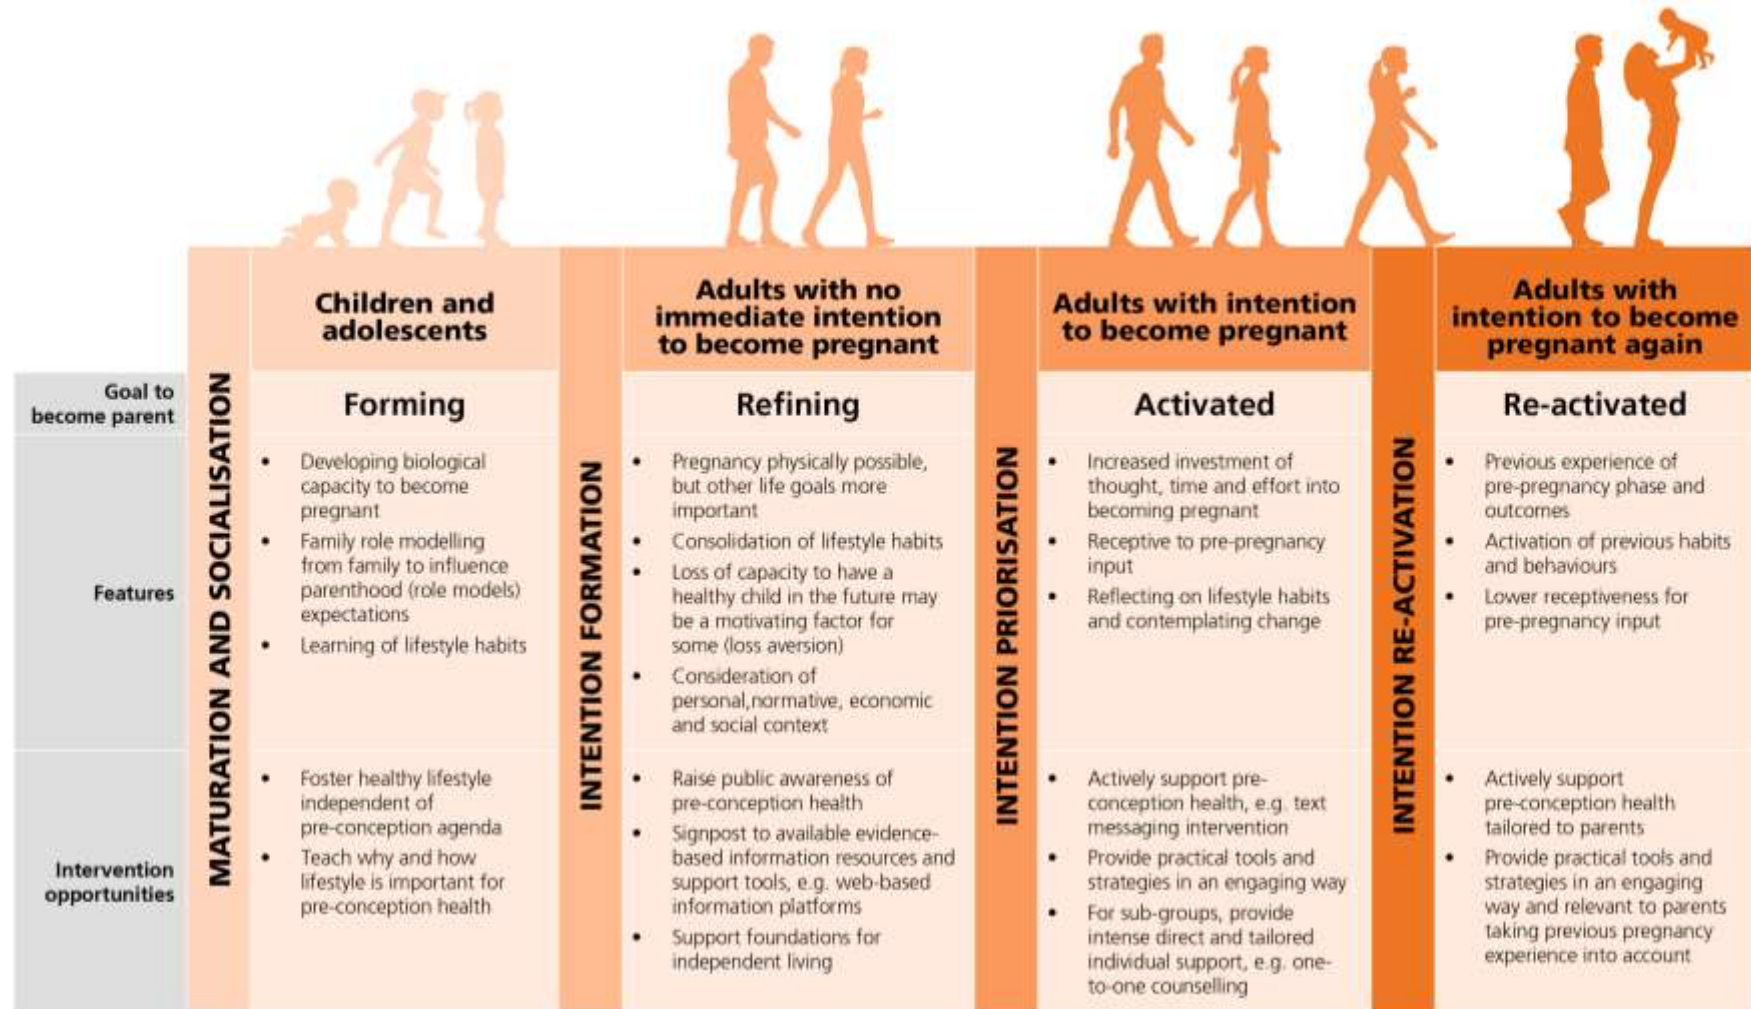 Children and
adolescents
Adults with no
immediate intention
to become pregnant
Adults with intention
to become pregnant
Adults with
intention to become
pregnant again
Goal to
become parent
MATURATION AND SOCIALISATION
Forming
INTENTION FORMATION
Refining
INTENTION PRIORISATION
Activated
INTENTION RE-ACTIVATION
Re-activated
Features
• Developing biological
capacity to become
pregnant
• Family role modelling
from family to influence
parenthood (role models)
expectations
• Learning of lifestyle habits
• Pregnancy physically possible,
but other life goals more
important
• Consolidation of lifestyle habits
• Loss of capacity to have a
healthy child in the future may
be a motivating factor for
some (loss aversion)
• Consideration of
personal,normative, economic
and social context
• Increased investment of
thought, time and effort into
becoming pregnant
• Receptive to pre-pregnancy
input
• Reflecting on lifestyle habits
and contemplating change
• Previous experience of
pre-pregnancy phase and
outcomes
• Activation of previous habits
and behaviours
• Lower receptiveness for
pre-pregnancy input
Intervention
opportunities
• Foster healthy lifestyle
independent of
pre-conception agenda
• Teach why and how
lifestyle is important for
pre-conception health
• Raise public awareness of
pre-conception health
• Signpost to available evidence-
based information resources and
support tools, e.g. web-based
information platforms
• Support foundations for
independent living
• Actively support pre-
conception health, e.g. text
messaging intervention
• Provide practical tools and
strategies in an engaging way
• For sub-groups, provide
intense direct and tailored
individual support, e.g. one-
to-one counselling
• Actively support
pre-conception health
tailored to parents
• Provide practical tools and
strategies in an engaging
way and relevant to parents
taking previous pregnancy
experience into account